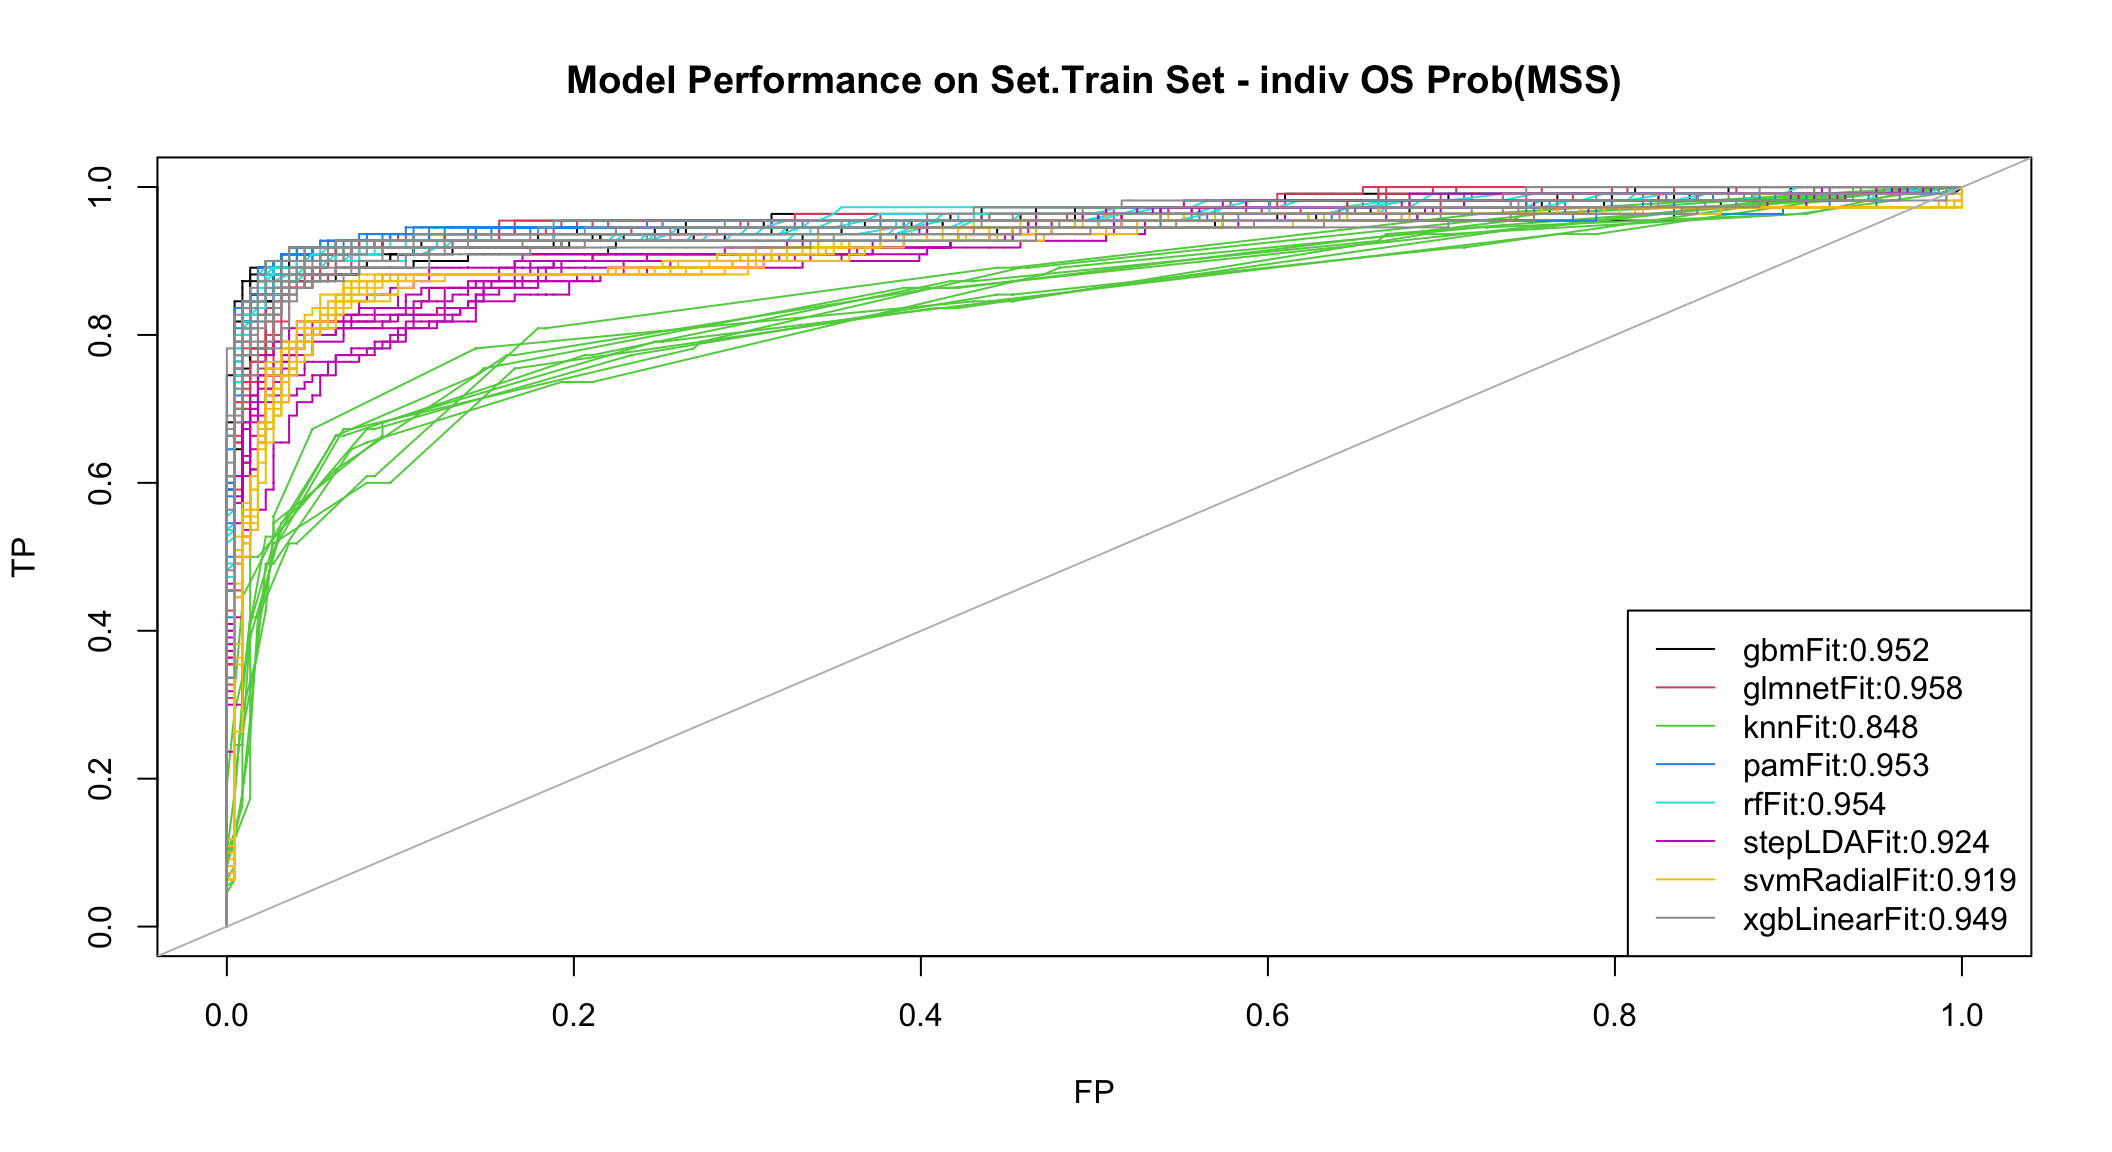 Model Performance on Set.Train Set - indiv OS Prob(MSS)
TP
1.0
0.8
0.6
0.4
0.2
0.0
gbmFit:0.952
glmnetFit:0.958
knnFit:0.848
pamFit:0.953
rfFit:0.954
stepLDAFit:0.924
svmRadialFit:0.919
xgbLinearFit:0.949
0.0 0.2 0.4 0.6 0.8 1.0
FP